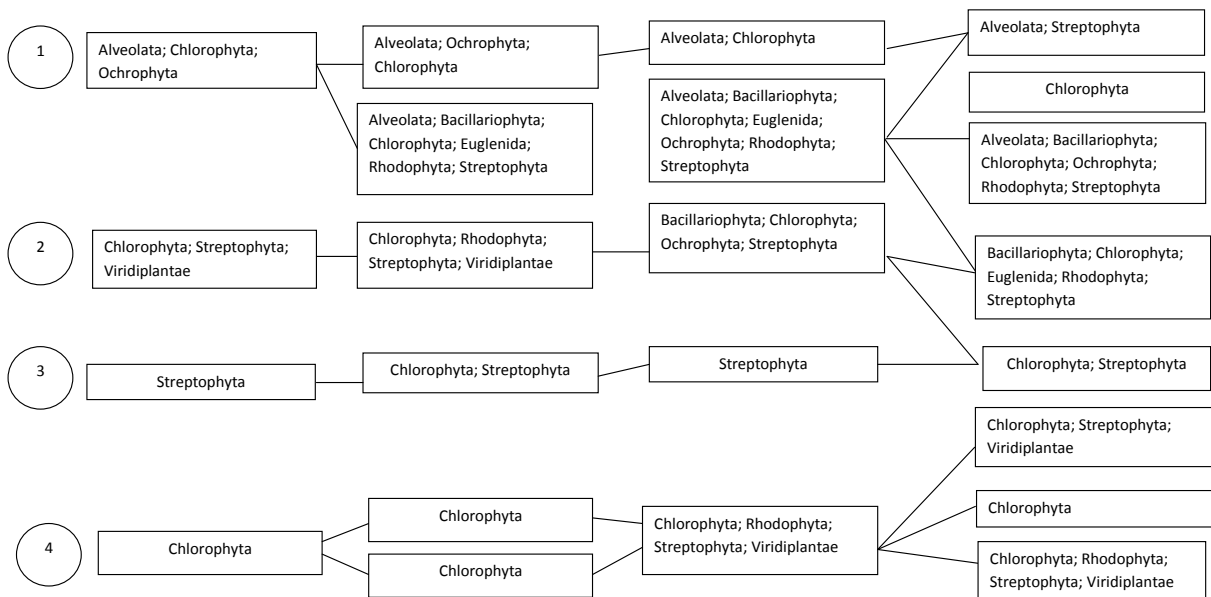 1
Alveolata; Chlorophyta;
Ochrophyta
Alveolata; Ochrophyta;
Chlorophyta
Alveolata; Bacillariophyta;
Chlorophyta; Euglenida;
Rhodophyta; Streptophyta
Alveolata; Chlorophyta
Alveolata; Bacillariophyta;
Chlorophyta; Euglenida;
Ochrophyta; Rhodophyta;
Streptophyta
Alveolata; Streptophyta
Chlorophyta
Alveolata; Bacillariophyta;
Chlorophyta; Ochrophyta;
Rhodophyta; Streptophyta
2
Chlorophyta; Streptophyta;
Viridiplantae
Chlorophyta; Rhodophyta;
Streptophyta; Viridiplantae
Bacillariophyta; Chlorophyta;
Ochrophyta; Streptophyta
Bacillariophyta; Chlorophyta;
Euglenida; Rhodophyta;
Streptophyta
3
Streptophyta
Chlorophyta; Streptophyta
Streptophyta
Chlorophyta; Streptophyta
4
Chlorophyta
Chlorophyta
Chlorophyta
Chlorophyta; Rhodophyta;
Streptophyta; Viridiplantae
Chlorophyta; Streptophyta;
Viridiplantae
Chlorophyta
Chlorophyta; Rhodophyta;
Streptophyta; Viridiplantae